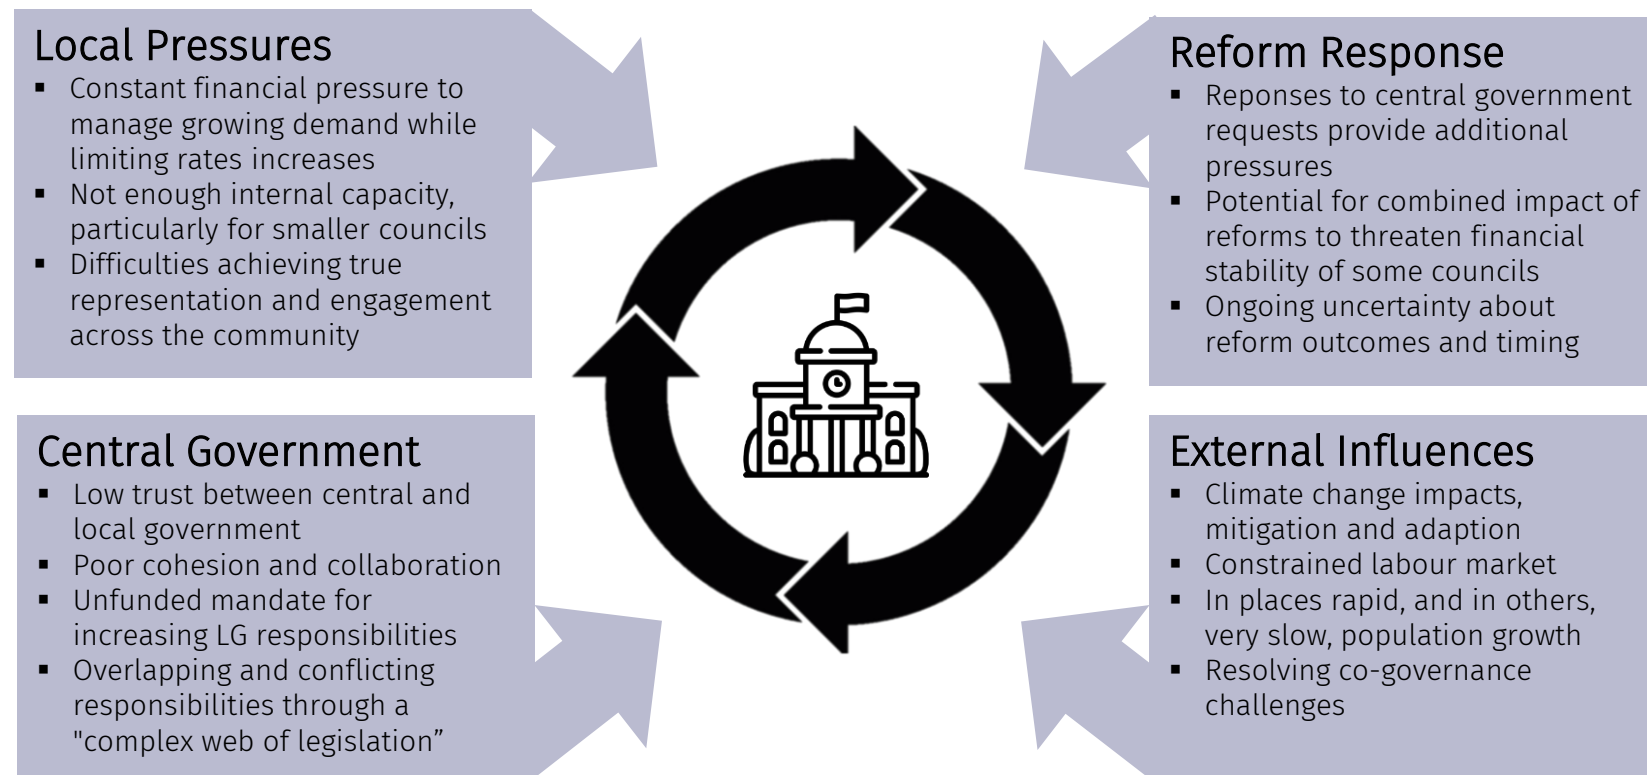 Local Pressures
▪ Constant financial pressure to
manage growing demand while
limiting rates increases
▪ Not enough internal capacity,
particularly for smaller councils
▪ Difficulties achieving true
representation and engagement
across the community
Reform Response
▪ Reponses to central government
requests provide additional
pressures
▪ Potential for combined impact of
reforms to threaten financial
stability of some councils
▪ Ongoing uncertainty about
reform outcomes and timing
Central Government
▪ Low trust between central and
local government
▪ Poor cohesion and collaboration
▪ Unfunded mandate for
increasing LG responsibilities
▪ Overlapping and conflicting
responsibilities through a
"complex web of legislation”
External Influences
▪ Climate change impacts,
mitigation and adaption
▪ Constrained labour market
▪ In places rapid, and in others,
very slow, population growth
▪ Resolving co-governance
challenges